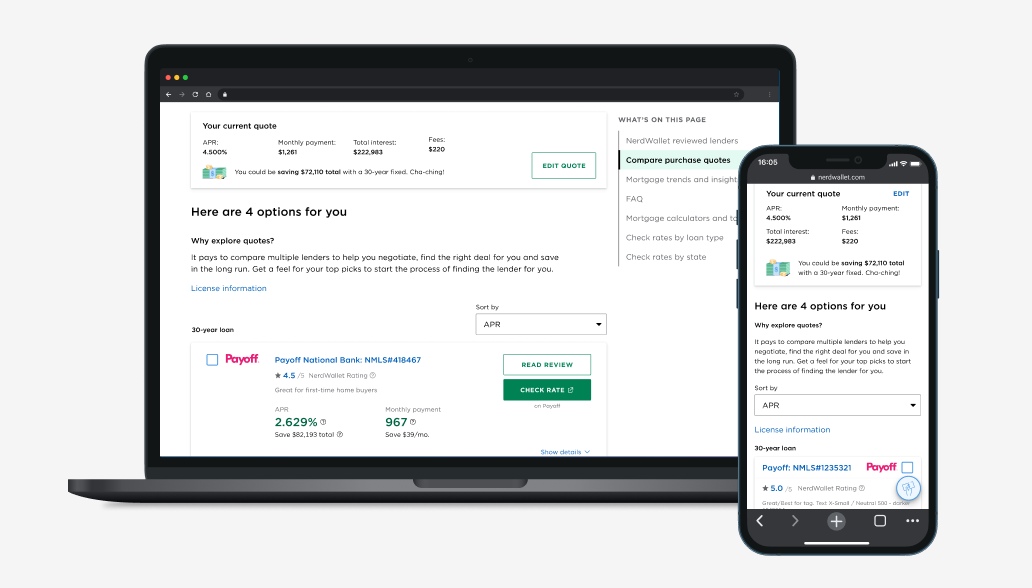 Your current quote
APR:
4.500%
Monthly payment:
$1,261
Total interest:
$222,983
Fees:
$220
You could be saving $72,110 total with a 30-year fixed. Cha-ching!
EDIT QUOTE
Here are 4 options for you
Why explore quotes?
It pays to compare multiple lenders to help you negotiate, find the right deal for you and save
in the long run. Get a feel for your top picks to start the process of finding the lender for you.
License information
Sort by
APR
30-year loan
Payoff
Payoff National Bank: NMLS#418467
4.5 /5 NerdWallet Rating
Great for first-time home buyers
APR
2.629%
Save $82,193 total
Monthly payment
967
Save $39/mo.
READ REVIEW
CHECK RATE
on Payoff
Show details
WHAT'S ON THIS PAGE
NerdWallet reviewed lenders
Compare purchase quotes
Mortgage trends and insight
FAQ
Mortgage calculators and to
Check rates by loan type
Check rates by state
16:05
nerdwallet.com
Your current quote
EDIT
APR:
4.500%
Monthly payment:
$1,261
Total interest:
$222,983
Fees:
$220
You could be saving $72,110 total
with a 30-year fixed. Cha-ching!
Here are 4 options for you
Why explore quotes?
It pays to compare multiple lenders to help you
negotiate, find the right deal for you and save in
the long run. Get a feel for your top picks to start
the process of finding the lender for you.
Sort by
APR
License information
30-year loan
Payoff: NMLS#1235321
Payoff
5.0 /5 NerdWallet Rating
Great/Best for tag. Text X-Small / Neutral 500 - darker